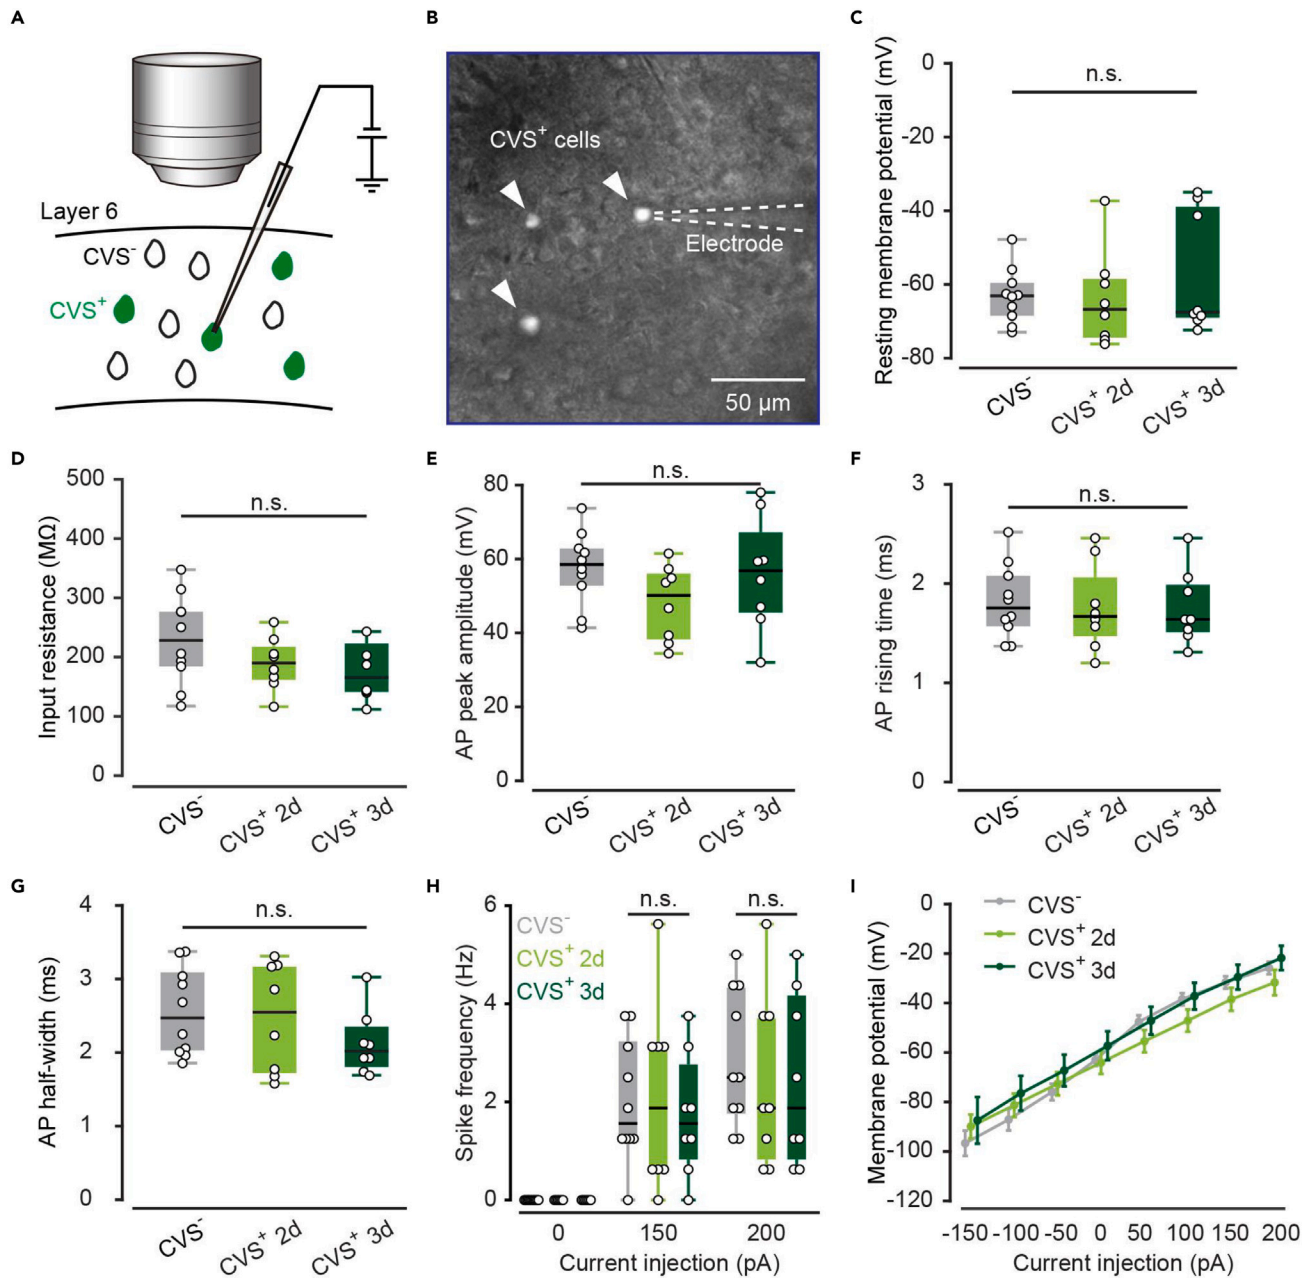 A
Layer 6
CVS⁻
CVS⁺
B
CVS⁺ cells
Electrode
50 µm
C
Resting membrane potential (mV)
0
-20
-40
-60
-80
n.s.
CVS⁻
CVS⁺ 2d
CVS⁺ 3d
D
Input resistance (MΩ)
500
400
300
200
100
0
n.s.
CVS⁻
CVS⁺ 2d
CVS⁺ 3d
E
AP peak amplitude (mV)
80
60
40
20
0
n.s.
CVS⁻
CVS⁺ 2d
CVS⁺ 3d
F
AP rising time (ms)
3
2
1
0
n.s.
CVS⁻
CVS⁺ 2d
CVS⁺ 3d
G
AP half-width (ms)
4
3
2
1
0
n.s.
CVS⁻
CVS⁺ 2d
CVS⁺ 3d
H
Spike frequency (Hz)
6
4
2
0
CVS⁻
CVS⁺ 2d
CVS⁺ 3d
n.s.
n.s.
0 150 200
Current injection (pA)
I
Membrane potential (mV)
0
-20
-40
-60
-80
-100
-120
CVS⁻
CVS⁺ 2d
CVS⁺ 3d
-150 -100 -50 0 50 100 150 200
Current injection (pA)